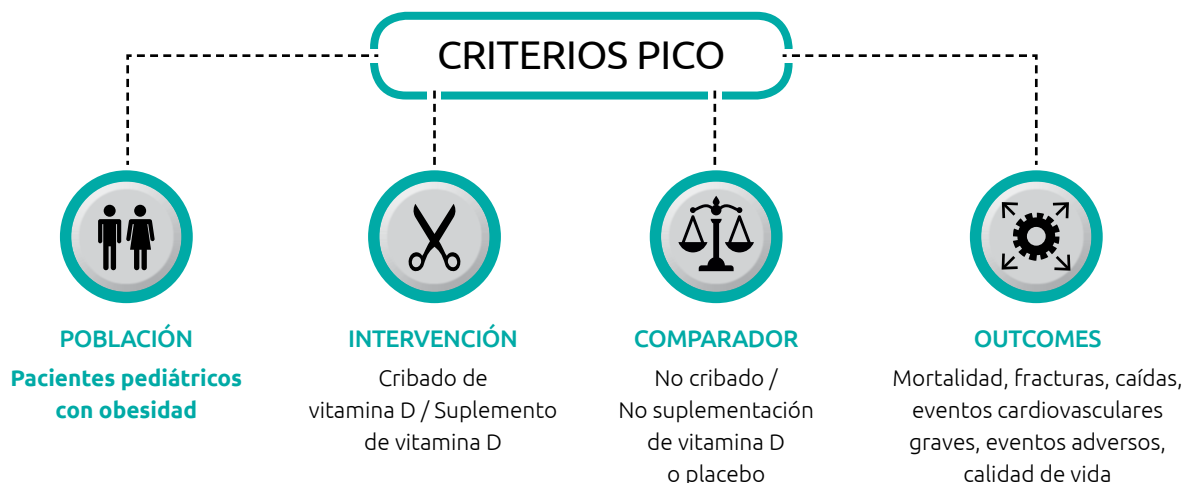 CRITERIOS PICO
POBLACIÓN
Pacientes pediátricos
con obesidad
INTERVENCIÓN
Cribado de
vitamina D / Suplemento
de vitamina D
COMPARADOR
No cribado /
No suplementación
de vitamina D
o placebo
OUTCOMES
Mortalidad, fracturas, caídas,
eventos cardiovasculares
graves, eventos adversos,
calidad de vida